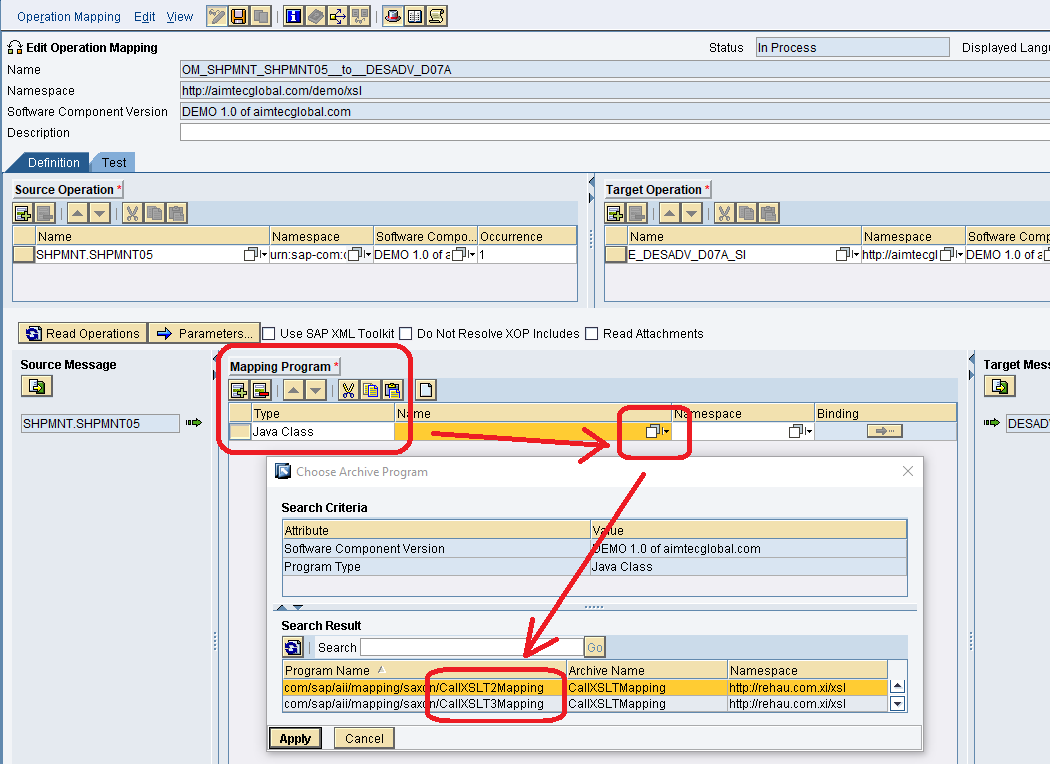 Operation Mapping Edit View
Edit Operation Mapping Status In Process Displayed Langu
Name OM_SHPMNT_SHPMNT05__to__DESADV_D07A
Namespace http://aimtecglobal.com/demo/xsl
Software Component Version DEMO 1.0 of aimtecglobal.com
Description
Definition Test
Source Operation * Target Operation *
Name Namespace Software Compo... Occurrence Name Namespace Software Comp
SHPMNT.SHPMNT05 urn:sap-com:c DEMO 1.0 of a 1 E_DESADV_D07A_SI http://aimtecgl DEMO 1.0 of a
Read Operations Parameters... Use SAP XML Toolkit Do Not Resolve XOP Includes Read Attachments
Source Message Mapping Program * Target Mess
Type Name Namespace Binding
SHPMNT.SHPMNT05 Java Class DESAD
Choose Archive Program
Search Criteria
Attribute Value
Software Component Version DEMO 1.0 of aimtecglobal.com
Program Type Java Class
Search Result
Search Go
Program Name Archive Name Namespace
com/sap/aii/mapping/saxon/CallXSLT2Mapping CallXSLTMapping http://rehau.com.xi/xsl
com/sap/aii/mapping/saxon/CallXSLT3Mapping CallXSLTMapping http://rehau.com.xi/xsl
Apply Cancel